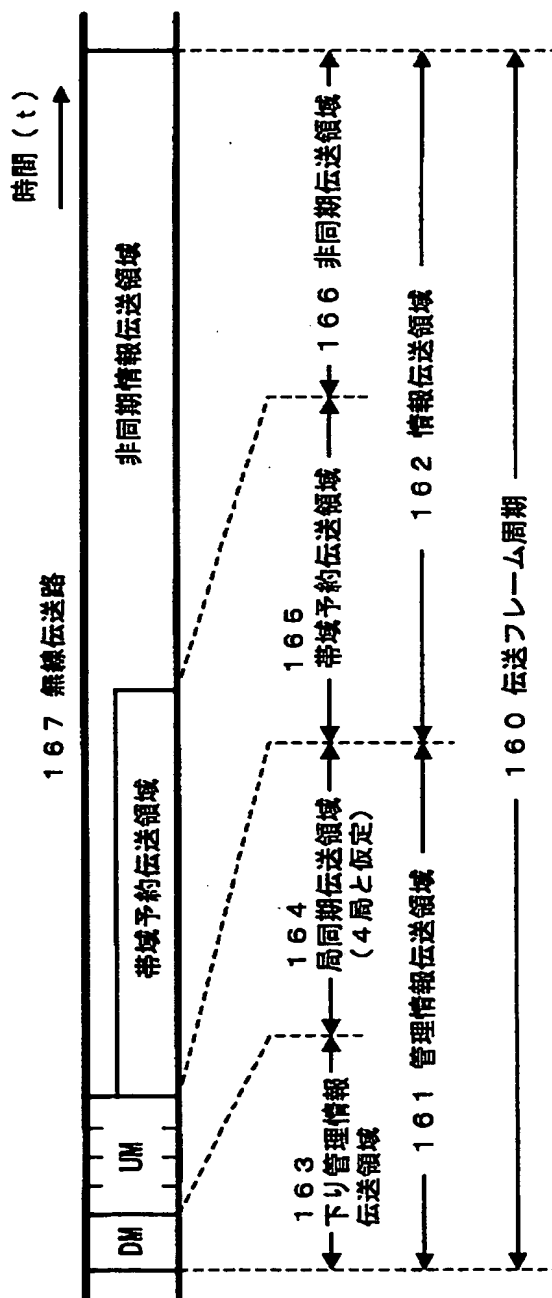 時間 (t)
167 無線伝送路
DM
UM
帯域予約伝送領域
非同期情報伝送領域
163
下り管理情報
伝送領域
164
局同期伝送領域
(4局と仮定)
165
帯域予約伝送領域
166 非同期伝送領域
161 管理情報伝送領域
162 情報伝送領域
160 伝送フレーム周期